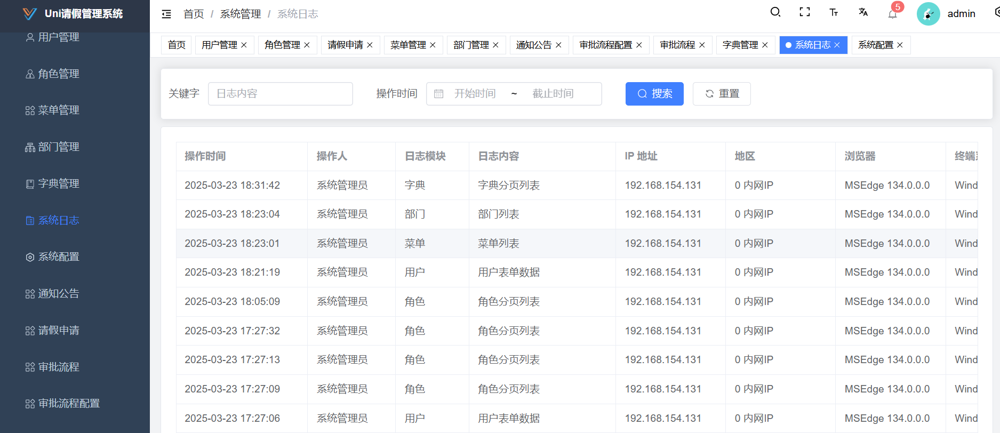 Uni请假管理系统
用户管理
角色管理
菜单管理
部门管理
字典管理
系统日志
系统配置
通知公告
请假申请
审批流程
审批流程配置
首页 / 系统管理 / 系统日志
5
admin
首页 用户管理 角色管理 请假申请 菜单管理 部门管理 通知公告 审批流程配置 审批流程 字典管理 系统日志 系统配置
关键字 日志内容 操作时间 开始时间 ~ 截止时间 搜索 重置
操作时间 操作人 日志模块 日志内容 IP 地址 地区 浏览器 终端
2025-03-23 18:31:42 系统管理员 字典 字典分页列表 192.168.154.131 0 内网IP MSEdge 134.0.0.0 Wind
2025-03-23 18:23:04 系统管理员 部门 部门列表 192.168.154.131 0 内网IP MSEdge 134.0.0.0 Wind
2025-03-23 18:23:01 系统管理员 菜单 菜单列表 192.168.154.131 0 内网IP MSEdge 134.0.0.0 Wind
2025-03-23 18:21:19 系统管理员 用户 用户表单数据 192.168.154.131 0 内网IP MSEdge 134.0.0.0 Wind
2025-03-23 18:05:09 系统管理员 角色 角色分页列表 192.168.154.131 0 内网IP MSEdge 134.0.0.0 Wind
2025-03-23 17:27:32 系统管理员 角色 角色分页列表 192.168.154.131 0 内网IP MSEdge 134.0.0.0 Wind
2025-03-23 17:27:13 系统管理员 角色 角色分页列表 192.168.154.131 0 内网IP MSEdge 134.0.0.0 Wind
2025-03-23 17:27:09 系统管理员 角色 角色分页列表 192.168.154.131 0 内网IP MSEdge 134.0.0.0 Wind
2025-03-23 17:27:06 系统管理员 用户 用户表单数据 192.168.154.131 0 内网IP MSEdge 134.0.0.0 Wind